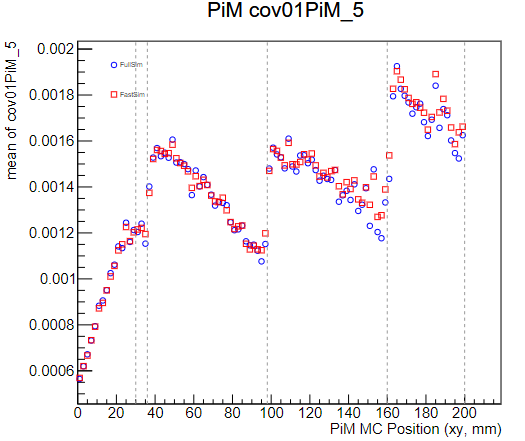 PiM cov01PiM_5
mean of cov01PiM_5
0.002
0.0018
0.0016
0.0014
0.0012
0.001
0.0008
0.0006
FullSim
FastSim
0 20 40 60 80 100 120 140 160 180 200
PiM MC Position (xy, mm)